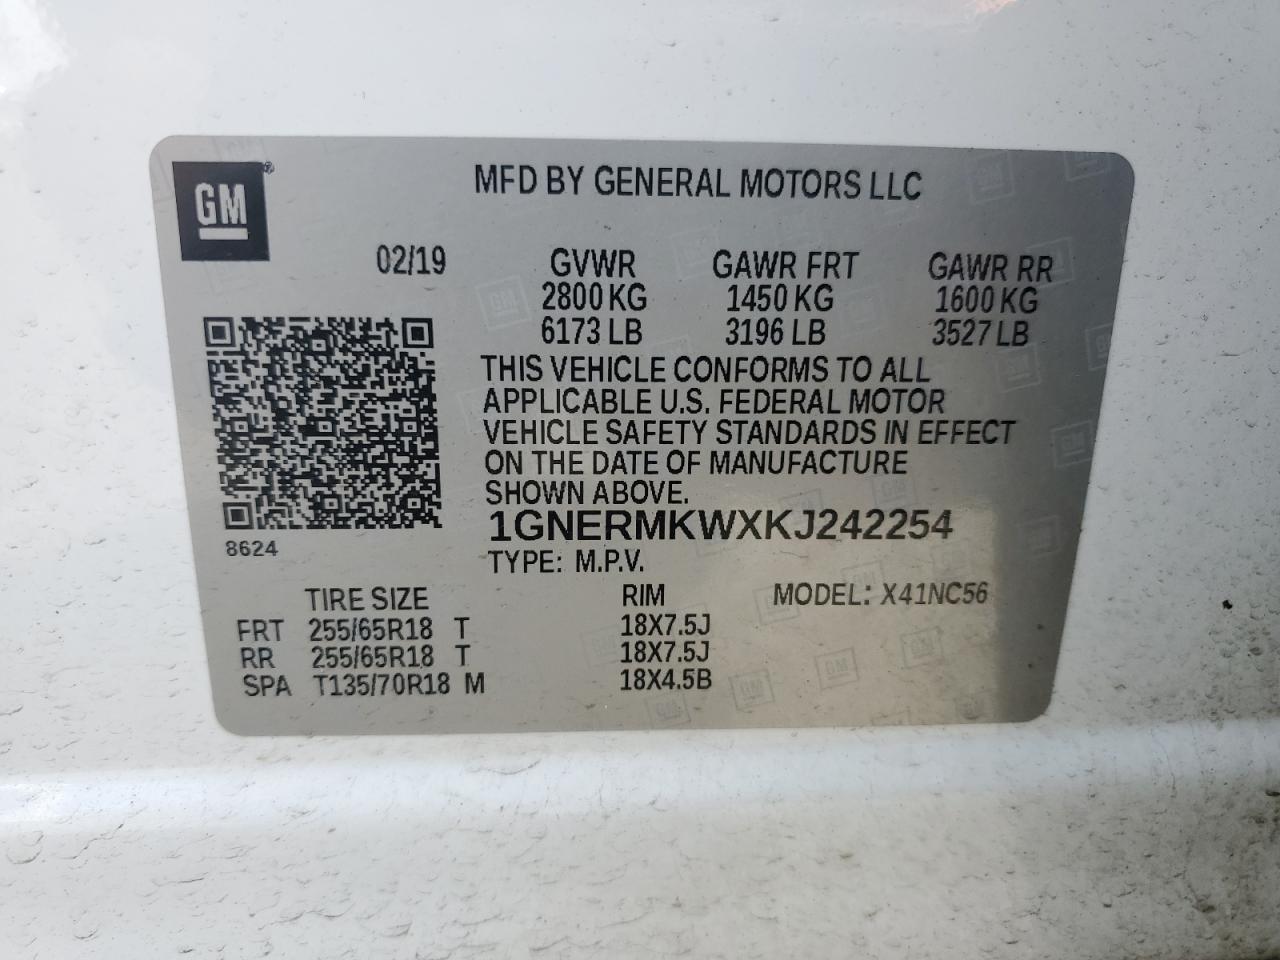 GM®
MFD BY GENERAL MOTORS LLC
02/19 GVWR GAWR FRT GAWR RR
2800 KG 1450 KG 1600 KG
6173 LB 3196 LB 3527 LB
THIS VEHICLE CONFORMS TO ALL
APPLICABLE U.S. FEDERAL MOTOR
VEHICLE SAFETY STANDARDS IN EFFECT
ON THE DATE OF MANUFACTURE
SHOWN ABOVE.
1GNERMKWXKJ242254
8624
TYPE: M.P.V.
TIRE SIZE RIM MODEL: X41NC56
FRT 255/65R18 T 18X7.5J
RR 255/65R18 T 18X7.5J
SPA T135/70R18 M 18X4.5B